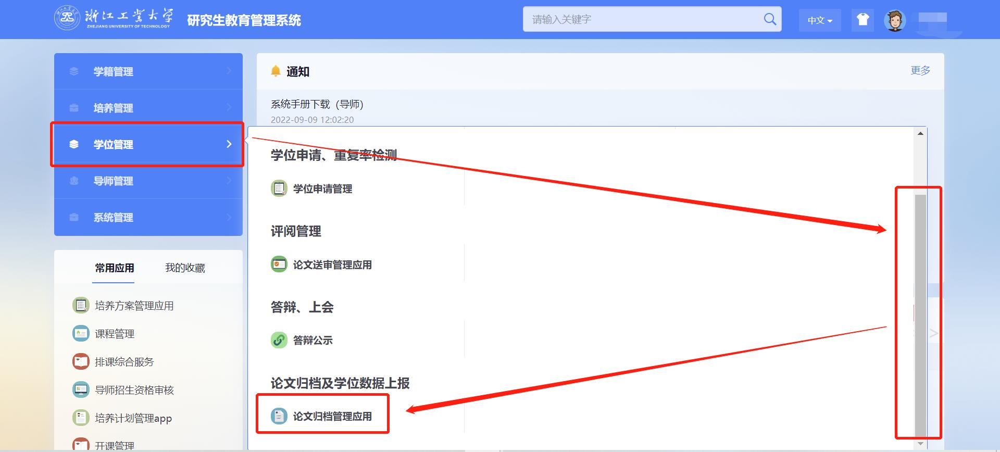 浙江工业大学
ZHEJIANG UNIVERSITY OF TECHNOLOGY
研究生教育管理系统
请输入关键字
中文
学籍管理
培养管理
学位管理
导师管理
系统管理
通知
更多
系统手册下载（导师）
2022-09-09 12:02:20
学位申请、重复率检测
学位申请管理
评阅管理
论文送审管理应用
答辩、上会
答辩公示
论文归档及学位数据上报
论文归档管理应用
常用应用
我的收藏
培养方案管理应用
课程管理
排课综合服务
导师招生资格审核
培养计划管理app
开课管理